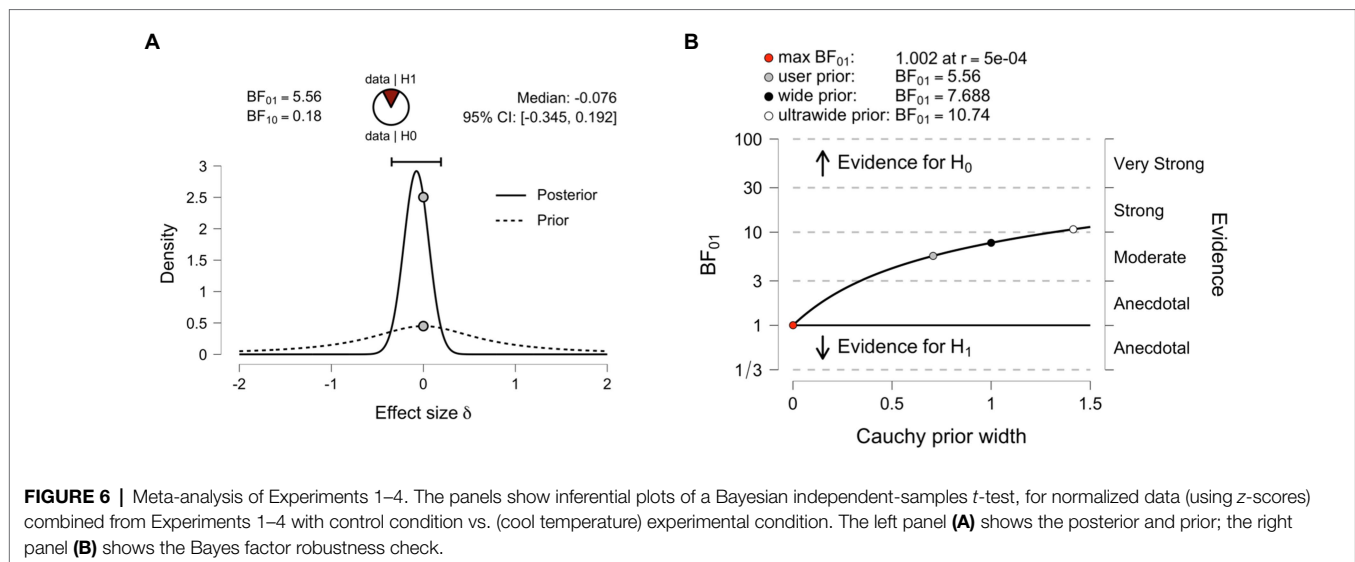 A
data | H1
BF01 = 5.56
BF10 = 0.18
data | H0
Median: -0.076
95% CI: [-0.345, 0.192]
3
2.5
2
1.5
1
0.5
0
Density
Posterior
Prior
-2
-1
0
1
2
Effect size δ
B
max BF01: 1.002 at r = 5e-04
user prior: BF01 = 5.56
wide prior: BF01 = 7.688
ultrawide prior: BF01 = 10.74
100
30
10
3
1
1/3
BF01
Evidence for H0
Evidence for H1
Very Strong
Strong
Moderate
Anecdotal
Anecdotal
Evidence
0
0.5
1
1.5
Cauchy prior width
FIGURE 6 | Meta-analysis of Experiments 1–4. The panels show inferential plots of a Bayesian independent-samples t-test, for normalized data (using z-scores)
combined from Experiments 1–4 with control condition vs. (cool temperature) experimental condition. The left panel (A) shows the posterior and prior; the right
panel (B) shows the Bayes factor robustness check.